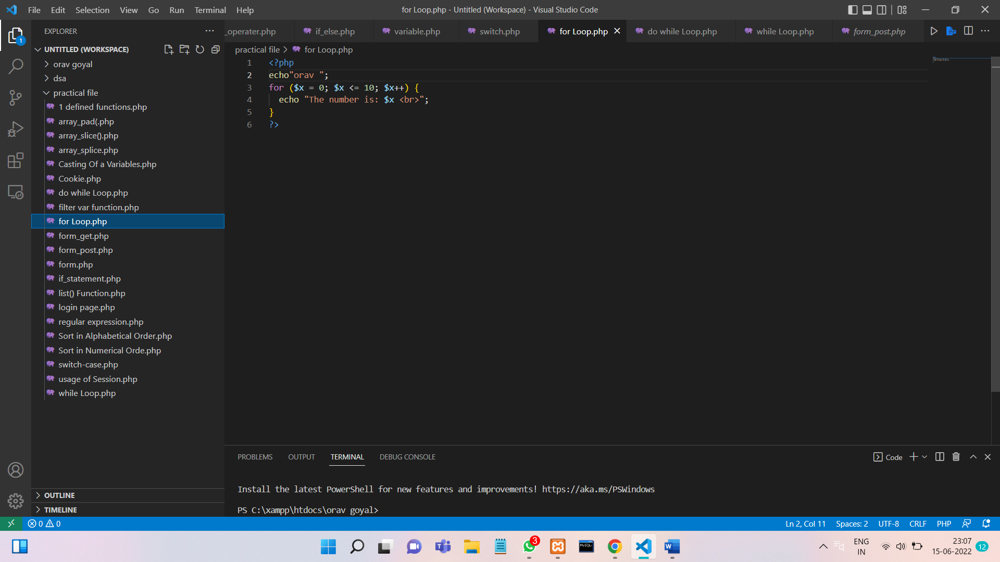 File Edit Selection View Go Run Terminal Help
for Loop.php - Untitled (Workspace) - Visual Studio Code
EXPLORER
_operater.php if_else.php variable.php switch.php for Loop.php do while Loop.php while Loop.php form_post.php
1
UNTITLED (WORKSPACE)
orav goyal
dsa
practical file
1 defined functions.php
array_pad(.php
array_slice().php
array_splice.php
Casting Of a Variables.php
Cookie.php
do while Loop.php
filter var function.php
for Loop.php
form_get.php
form_post.php
form.php
if_statement.php
list() Function.php
login page.php
regular expression.php
Sort in Alphabetical Order.php
Sort in Numerical Orde.php
switch-case.php
usage of Session.php
while Loop.php
OUTLINE
TIMELINE
practical file > for Loop.php
1 <?php
2 echo"orav ";
3 for ($x = 0; $x <= 10; $x++) {
4 echo "The number is: $x <br>";
5 }
6 ?>
PROBLEMS OUTPUT TERMINAL DEBUG CONSOLE
Code
Install the latest PowerShell for new features and improvements! https://aka.ms/PSWindows
PS C:\xampp\htdocs\orav goyal>
0 0
Ln 2, Col 11 Spaces: 2 UTF-8 CRLF PHP
3
MySQL
W
ENG
IN
23:07
15-06-2022
12